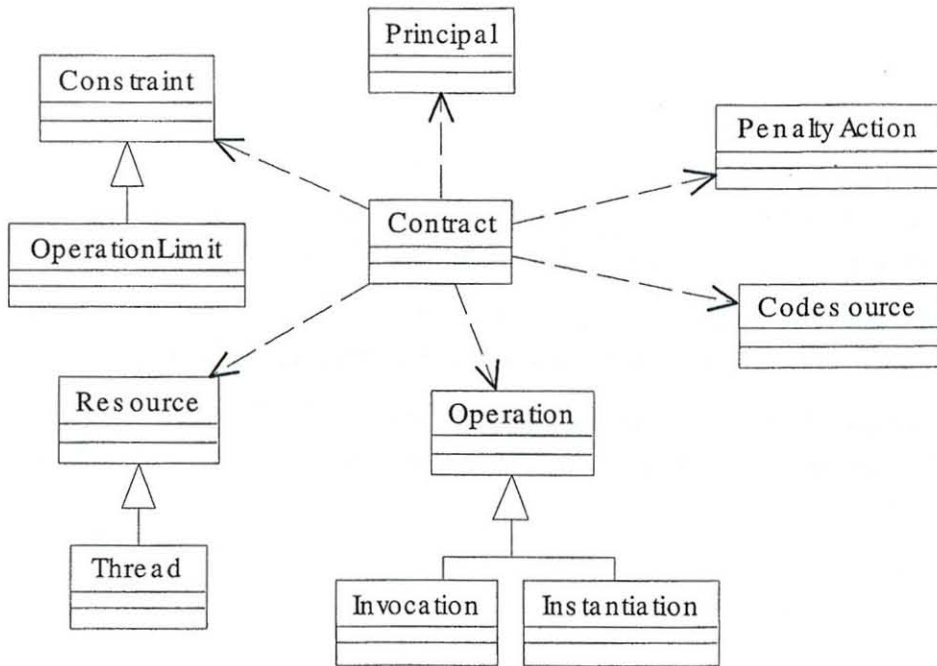 Principal
Constraint
PenaltyAction
Contract
OperationLimit
Codesource
Resource
Operation
Thread
Invocation
Instantiation